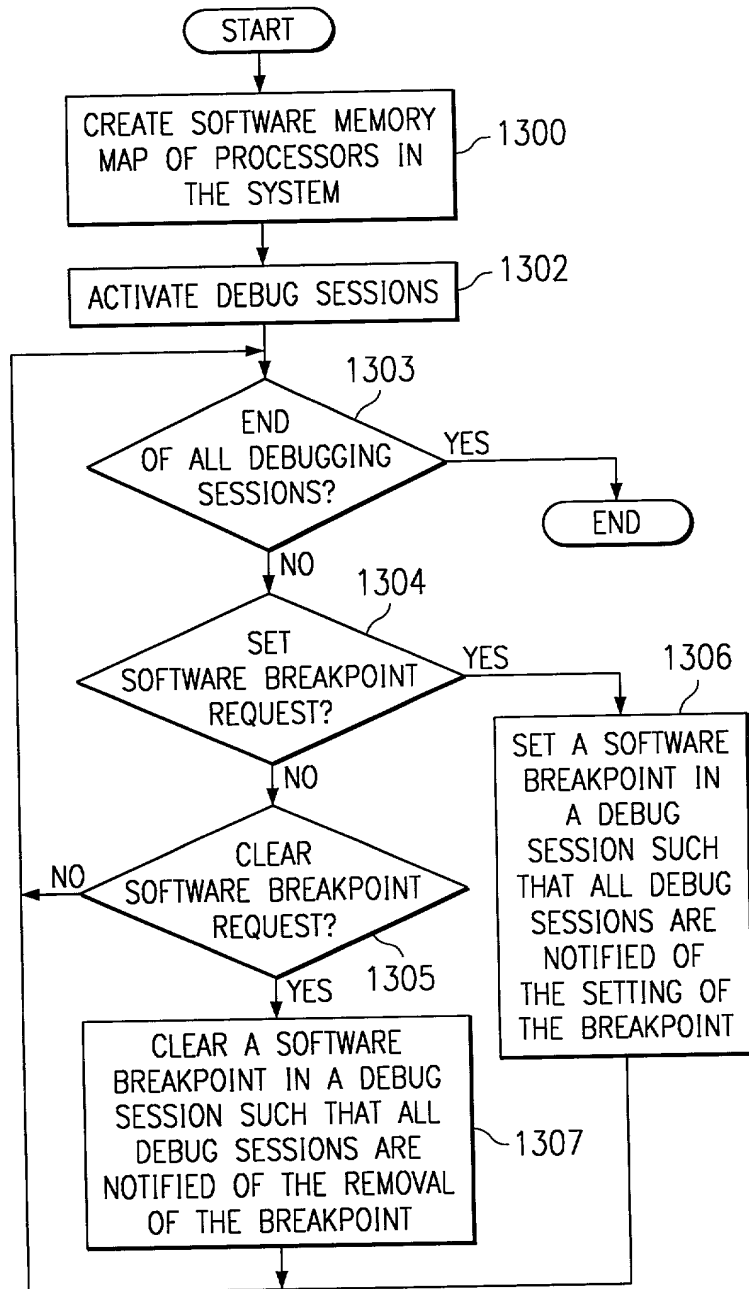 START
CREATE SOFTWARE MEMORY
MAP OF PROCESSORS IN
THE SYSTEM
1300
ACTIVATE DEBUG SESSIONS
1302
1303
END
OF ALL DEBUGGING
SESSIONS?
YES
END
NO
1304
SET
SOFTWARE BREAKPOINT
REQUEST?
YES
1306
SET A SOFTWARE
BREAKPOINT IN
A DEBUG
SESSION SUCH
THAT ALL DEBUG
SESSIONS ARE
NOTIFIED OF
THE SETTING OF
THE BREAKPOINT
NO
CLEAR
SOFTWARE BREAKPOINT
REQUEST?
NO
1305
YES
CLEAR A SOFTWARE
BREAKPOINT IN A DEBUG
SESSION SUCH THAT ALL
DEBUG SESSIONS ARE
NOTIFIED OF THE REMOVAL
OF THE BREAKPOINT
1307